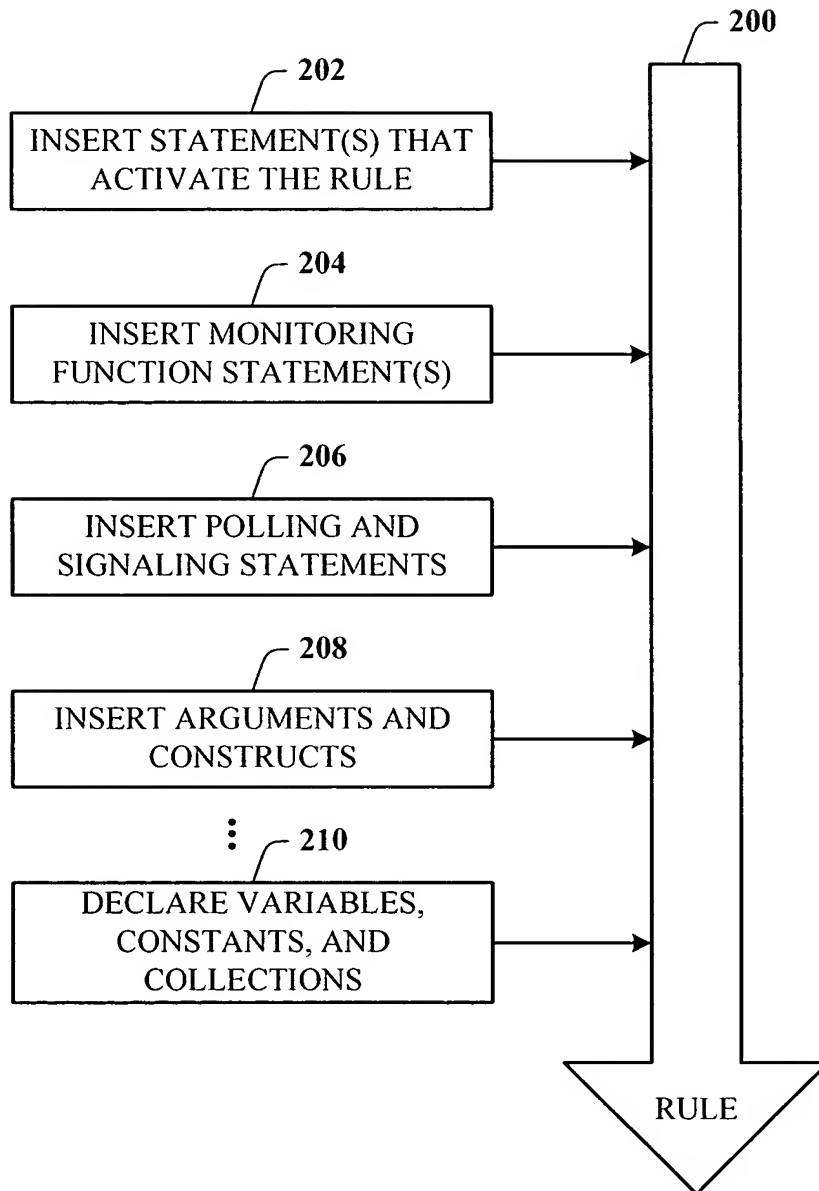 200
202
INSERT STATEMENT(S) THAT
ACTIVATE THE RULE
204
INSERT MONITORING
FUNCTION STATEMENT(S)
206
INSERT POLLING AND
SIGNALING STATEMENTS
208
INSERT ARGUMENTS AND
CONSTRUCTS
210
DECLARE VARIABLES,
CONSTANTS, AND
COLLECTIONS
RULE